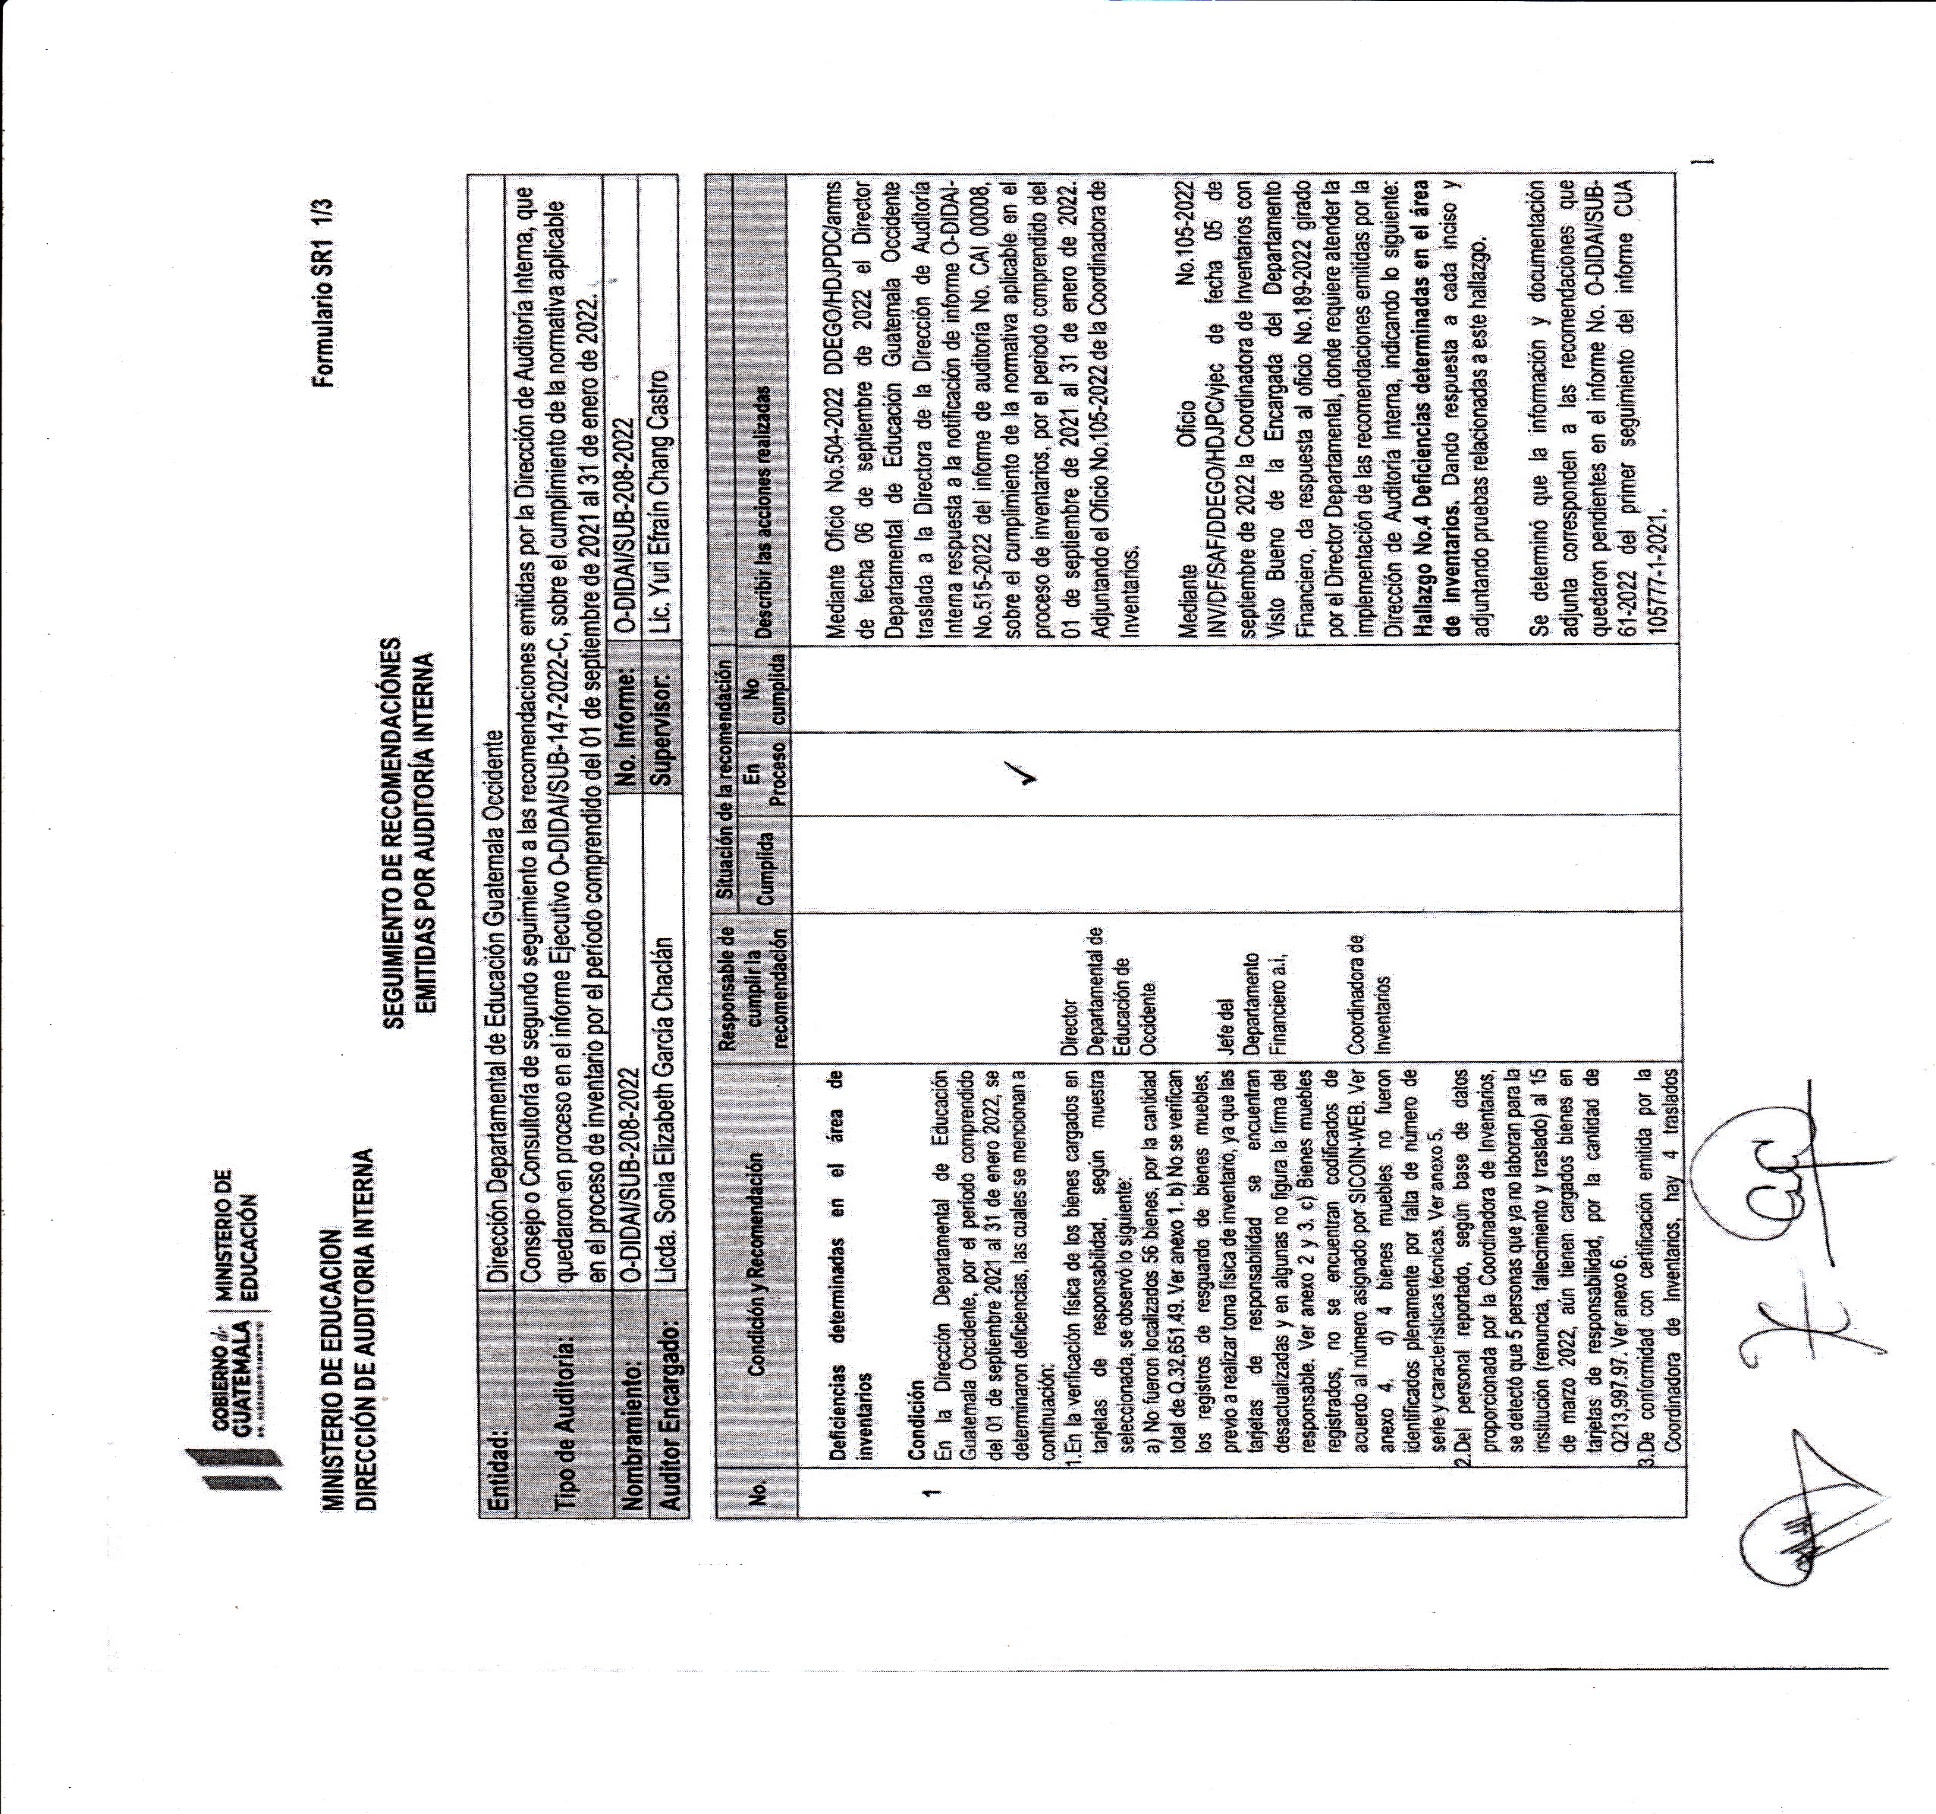 GOBIERNO de
GUATEMALA
MINISTERIO DE
EDUCACIÓN
MINISTERIO DE EDUCACION
DIRECCIÓN DE AUDITORIA INTERNA
Formulario SR1 1/3
SEGUIMIENTO DE RECOMENDACIÓNES
EMITIDAS POR AUDITORÍA INTERNA
Entidad: Dirección Departamental de Educación Guatemala Occidente
Tipo de Auditoria: Consejo o Consultoría de segundo seguimiento a las recomendaciones emitidas por la Dirección de Auditoría Interna, que
quedaron en proceso en el informe Ejecutivo O-DIDAI/SUB-147-2022-C, sobre el cumplimiento de la normativa aplicable
en el proceso de inventario por el período comprendido del 01 de septiembre de 2021 al 31 de enero de 2022.
Nombramiento: O-DIDAI/SUB-208-2022 No. Informe: O-DIDAI/SUB-208-2022
Auditor Encargado: Licda. Sonia Elizabeth García Chaclán Supervisor: Lic. Yuri Efraín Chang Castro
No.
Condición y Recomendación
Responsable de
cumplir la
recomendación
Situación de la recomendación
Cumplida
En
Proceso
No
cumplida
Describir las acciones realizadas
1
Deficiencias determinadas en el área de
inventarios
Condición
En la Dirección Departamental de Educación
Guatemala Occidente, por el período comprendido
del 01 de septiembre 2021 al 31 de enero 2022, se
determinaron deficiencias, las cuales se mencionan a
continuación:
1.En la verificación física de los bienes cargados en
tarjetas de responsabilidad, según muestra
seleccionada, se observó lo siguiente:
a) No fueron localizados 56 bienes, por la cantidad
total de Q.32,651.49. Ver anexo 1. b) No se verifican
los registros de resguardo de bienes muebles,
previo a realizar toma física de inventario, ya que las
tarjetas de responsabilidad se encuentran
desactualizadas y en algunas no figura la firma del
responsable. Ver anexo 2 y 3. c) Bienes muebles
registrados, no se encuentran codificados de
acuerdo al número asignado por SICOIN-WEB. Ver
anexo 4, d) 4 bienes muebles no fueron
identificados plenamente por falta de número de
serie y características técnicas. Ver anexo 5.
2.Del personal reportado, según base de datos
proporcionada por la Coordinadora de Inventarios,
se detectó que 5 personas que ya no laboran para la
institución (renuncia, fallecimiento y traslado) al 15
de marzo 2022, aún tienen cargados bienes en
tarjetas de responsabilidad, por la cantidad de
Q213,997.97. Ver anexo 6.
3.De conformidad con certificación emitida por la
Coordinadora de Inventarios, hay 4 traslados
Director
Departamental de
Educación de
Occidente
Jefe del
Departamento
Financiero a.i,
Coordinadora de
Inventarios
✓
Mediante Oficio No.504-2022 DDEGO/HDJPDC/anms
de fecha 06 de septiembre de 2022 el Director
Departamental de Educación Guatemala Occidente
traslada a la Directora de la Dirección de Auditoría
Interna respuesta a la notificación de informe O-DIDAI-
No.515-2022 del informe de auditoría No. CAI 00008,
sobre el cumplimiento de la normativa aplicable en el
proceso de inventarios, por el período comprendido del
01 de septiembre de 2021 al 31 de enero de 2022.
Adjuntando el Oficio No.105-2022 de la Coordinadora de
Inventarios.
Mediante Oficio No.105-2022
INV/DF/SAF/DDEGO/HDJPC/vjec de fecha 05 de
septiembre de 2022 la Coordinadora de Inventarios con
Visto Bueno de la Encargada del Departamento
Financiero, da respuesta al oficio No.189-2022 girado
por el Director Departamental, donde requiere atender la
implementación de las recomendaciones emitidas por la
Dirección de Auditoria Interna, indicando lo siguiente:
Hallazgo No.4 Deficiencias determinadas en el área
de Inventarios. Dando respuesta a cada inciso y
adjuntando pruebas relacionadas a este hallazgo.
Se determinó que la información y documentación
adjunta corresponden a las recomendaciones que
quedaron pendientes en el informe No. O-DIDAI/SUB-
61-2022 del primer seguimiento del informe CUA
105777-1-2021.
1